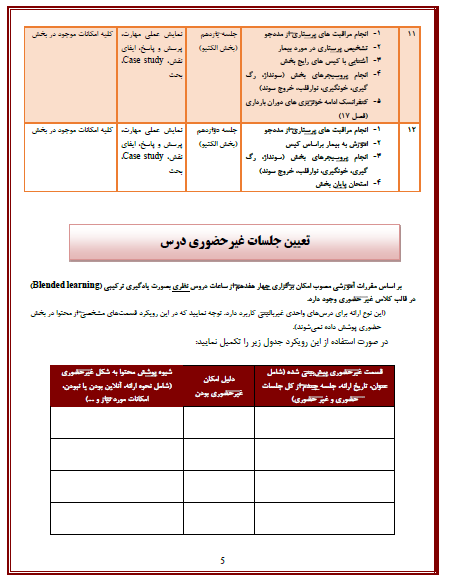 ۱۱
۱- انجام مراقبت های پرستاری از مددجو
۲- تشخیص پرستاری در مورد بیمار
۳- آشنایی با کیس های رایج بخش
۴- انجام پروسیجرهای بخش (سونداژ، رگ
گیری، خونگیری، نوارقلب، خروج سوند)
۵- کنفرانسک ادامه خونریزی های دوران بارداری
(فصل ۱۷)
جلسه یازدهم
(بخش الکتیو)
نمایش عملی مهارت،
پرسش و پاسخ، ایفای
نقش، Case study،
بحث
کلیه امکانات موجود در بخش
۱۲
۱- انجام مراقبت های پرستاری از مددجو
۲- اموزش به بیمار براساس کیس
۳- انجام پروسیجرهای بخش (سونداژ، رگ
گیری، خونگیری، نوارقلب، خروج سوند)
۴- امتحان پایان بخش
جلسه دوازدهم
(بخش الکتیو)
نمایش عملی مهارت،
پرسش و پاسخ، ایفای
نقش، Case study،
بحث
کلیه امکانات موجود در بخش
تعیین جلسات غیرحضوری درس
بر اساس مقررات آموزشی مصوب امکان برگزاری چهار هفدهم از ساعات دروس نظری بصورت یادگیری ترکیبی (Blended learning)
در قالب کلاس غیر حضوری وجود دارد.
(این نوع ارائه برای درس‌های واحدی غیربالینی کاربرد دارد. توجه نمایید که در این رویکرد قسمت‌های مشخصی از محتوا در بخش
حضوری پوشش داده نمی‌شوند).
در صورت استفاده از این رویکرد جدول زیر را تکمیل نمایید:
قسمت غیرحضوری پیش‌بینی شده (شامل
عنوان، تاریخ ارائه، جلسه چندم از کل جلسات
حضوری و غیر حضوری)
دلیل امکان
غیرحضوری بودن
شیوه پوشش محتوا به شکل غیرحضوری
(شامل نحوه ارائه، آنلاین بودن یا نبودن،
امکانات مورد نیاز و ...)
5